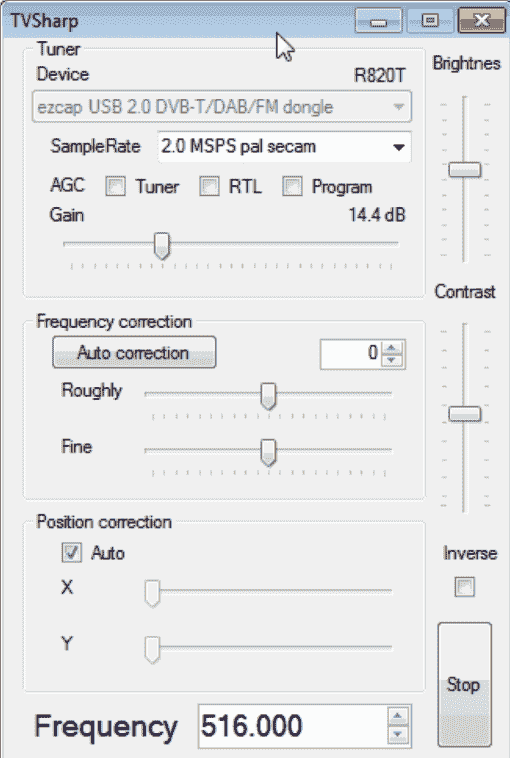 TVSharp
Tuner
Device R820T
ezcap USB 2.0 DVB-T/DAB/FM dongle
SampleRate 2.0 MSPS pal secam
AGC Tuner RTL Program
Gain 14.4 dB
Frequency correction
Auto correction 0
Roughly
Fine
Position correction
Auto
X
Y
Frequency 516.000
Brightnes
Contrast
Inverse
Stop